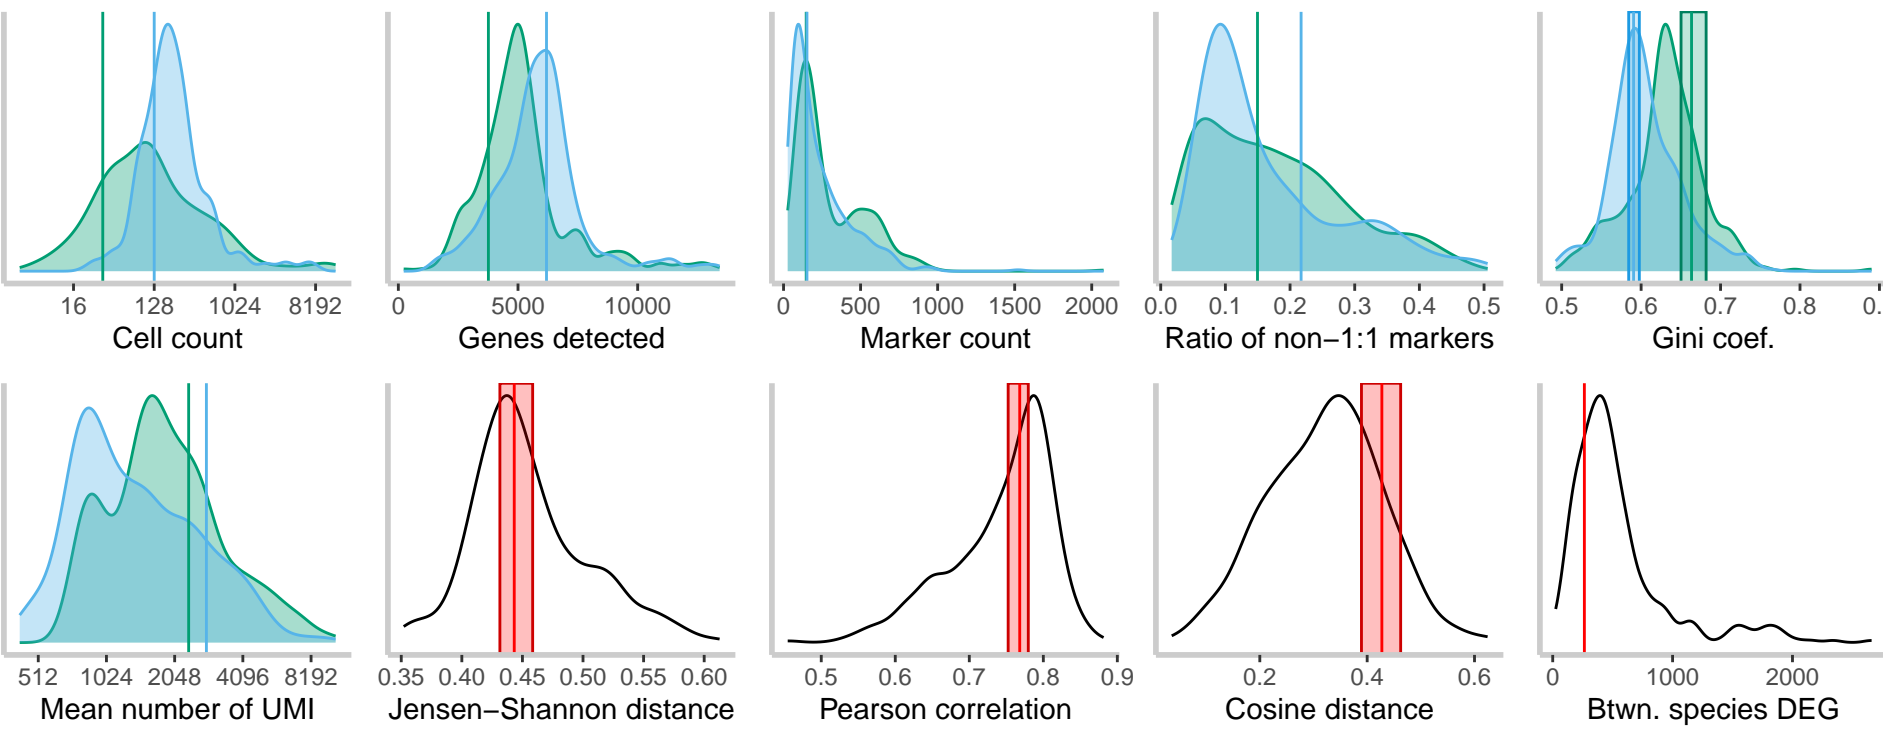 16 128 1024 8192
Cell count
0 5000 10000
Genes detected
0 500 1000 1500 2000
Marker count
0.0 0.1 0.2 0.3 0.4 0.5
Ratio of non−1:1 markers
0.5 0.6 0.7 0.8 0.
Gini coef.
512 1024 2048 4096 8192
Mean number of UMI
0.35 0.40 0.45 0.50 0.55 0.60
Jensen−Shannon distance
0.5 0.6 0.7 0.8 0.9
Pearson correlation
0.2 0.4 0.6
Cosine distance
0 1000 2000
Btwn. species DEG